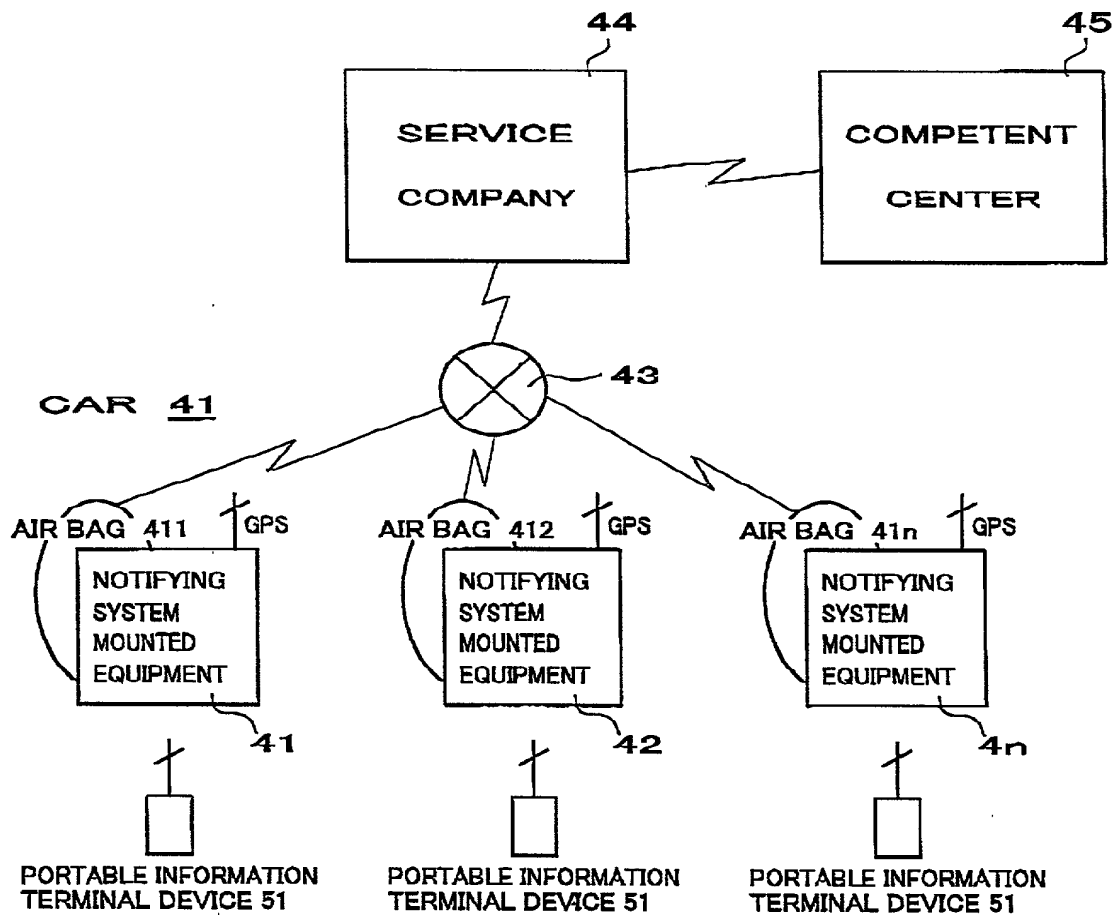 44
45
SERVICE
COMPANY
COMPETENT
CENTER
43
CAR 41
AIR BAG 411
GPS
NOTIFYING
SYSTEM
MOUNTED
EQUIPMENT
41
AIR BAG 412
GPS
NOTIFYING
SYSTEM
MOUNTED
EQUIPMENT
42
AIR BAG 41n
GPS
NOTIFYING
SYSTEM
MOUNTED
EQUIPMENT
4n
PORTABLE INFORMATION
TERMINAL DEVICE 51
PORTABLE INFORMATION
TERMINAL DEVICE 51
PORTABLE INFORMATION
TERMINAL DEVICE 51